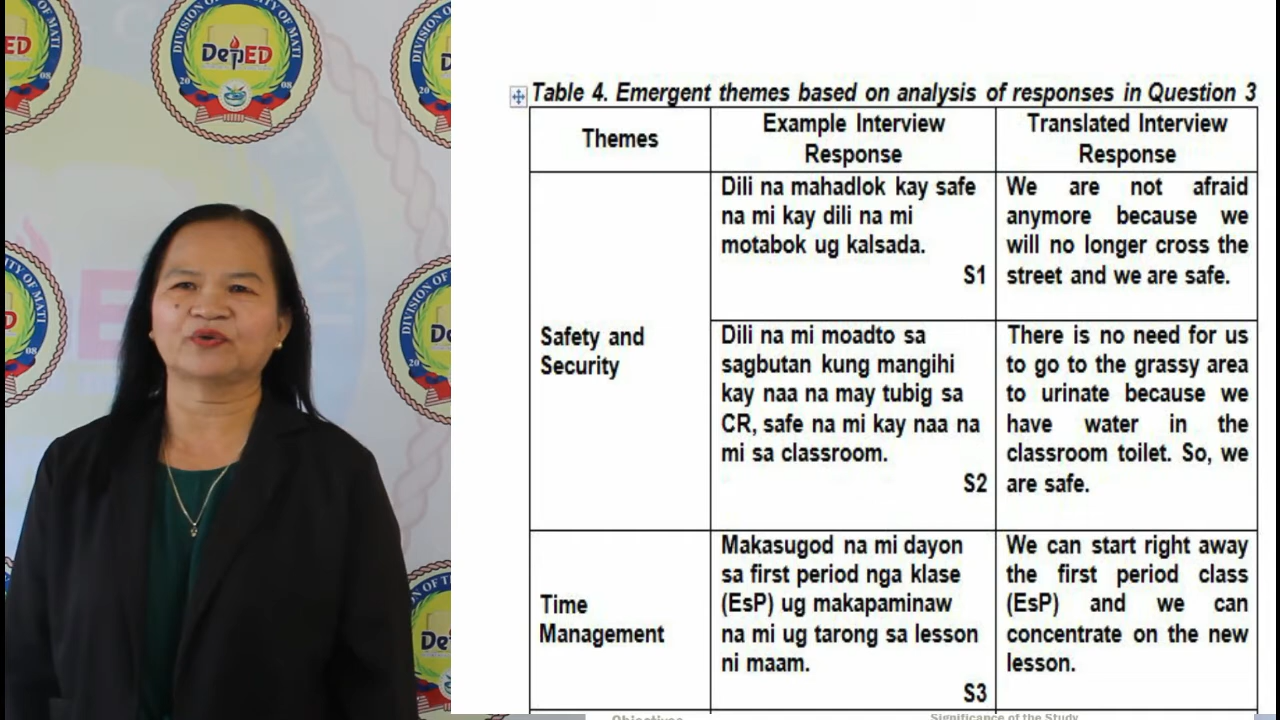 DepED
DIVISION OF
CITY OF MATI
20 08
Table 4. Emergent themes based on analysis of responses in Question 3
Themes
Example Interview
Response
Translated Interview
Response
Safety and
Security
Dili na mahadlok kay safe
na mi kay dili na mi
motabok ug kalsada.
S1
We are not afraid
anymore because we
will no longer cross the
street and we are safe.
Dili na mi moadto sa
sagbutan kung mangihi
kay naa na may tubig sa
CR, safe na mi kay naa na
mi sa classroom.
S2
There is no need for us
to go to the grassy area
to urinate because we
have water in the
classroom toilet. So, we
are safe.
Time
Management
Makasugod na mi dayon
sa first period nga klase
(EsP) ug makapaminaw
na mi ug tarong sa lesson
ni maam.
S3
We can start right away
the first period class
(EsP) and we can
concentrate on the new
lesson.
Objectives
Significance of the Study